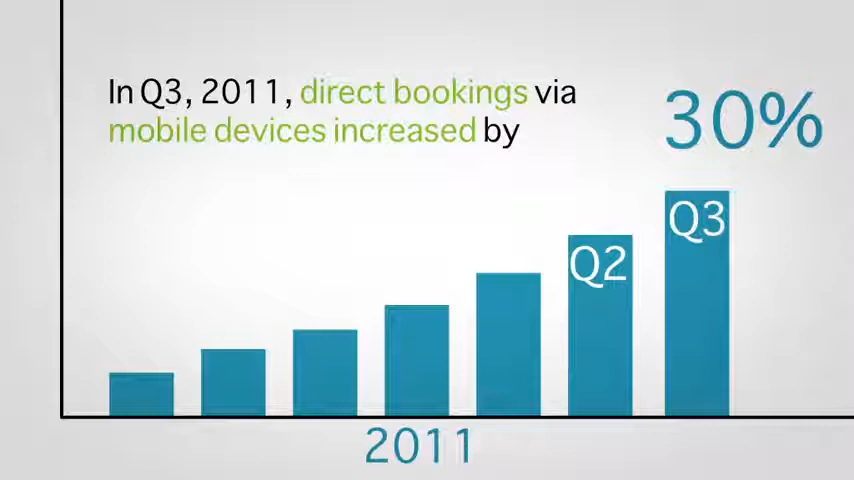 In Q3, 2011, direct bookings via
mobile devices increased by
30%
Q2
Q3
2011